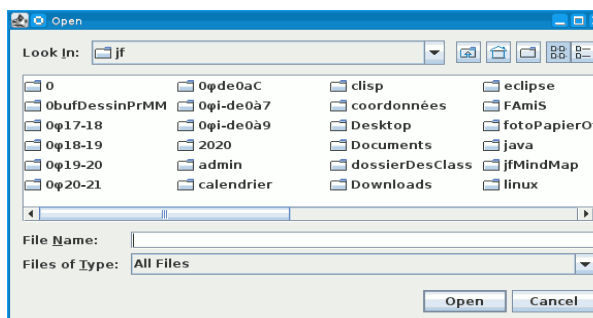 Open
Look In: jf
0 0φde0aC clisp eclipse
0bufDessinPrMM 0φi-de0à7 coordonnées FAmiS
0φ17-18 0φi-de0à9 Desktop fotoPapierO
0φ18-19 2020 Documents java
0φ19-20 admin dossierDesClass jfMindMap
0φ20-21 calendrier Downloads linux
File Name:
Files of Type: All Files
Open Cancel